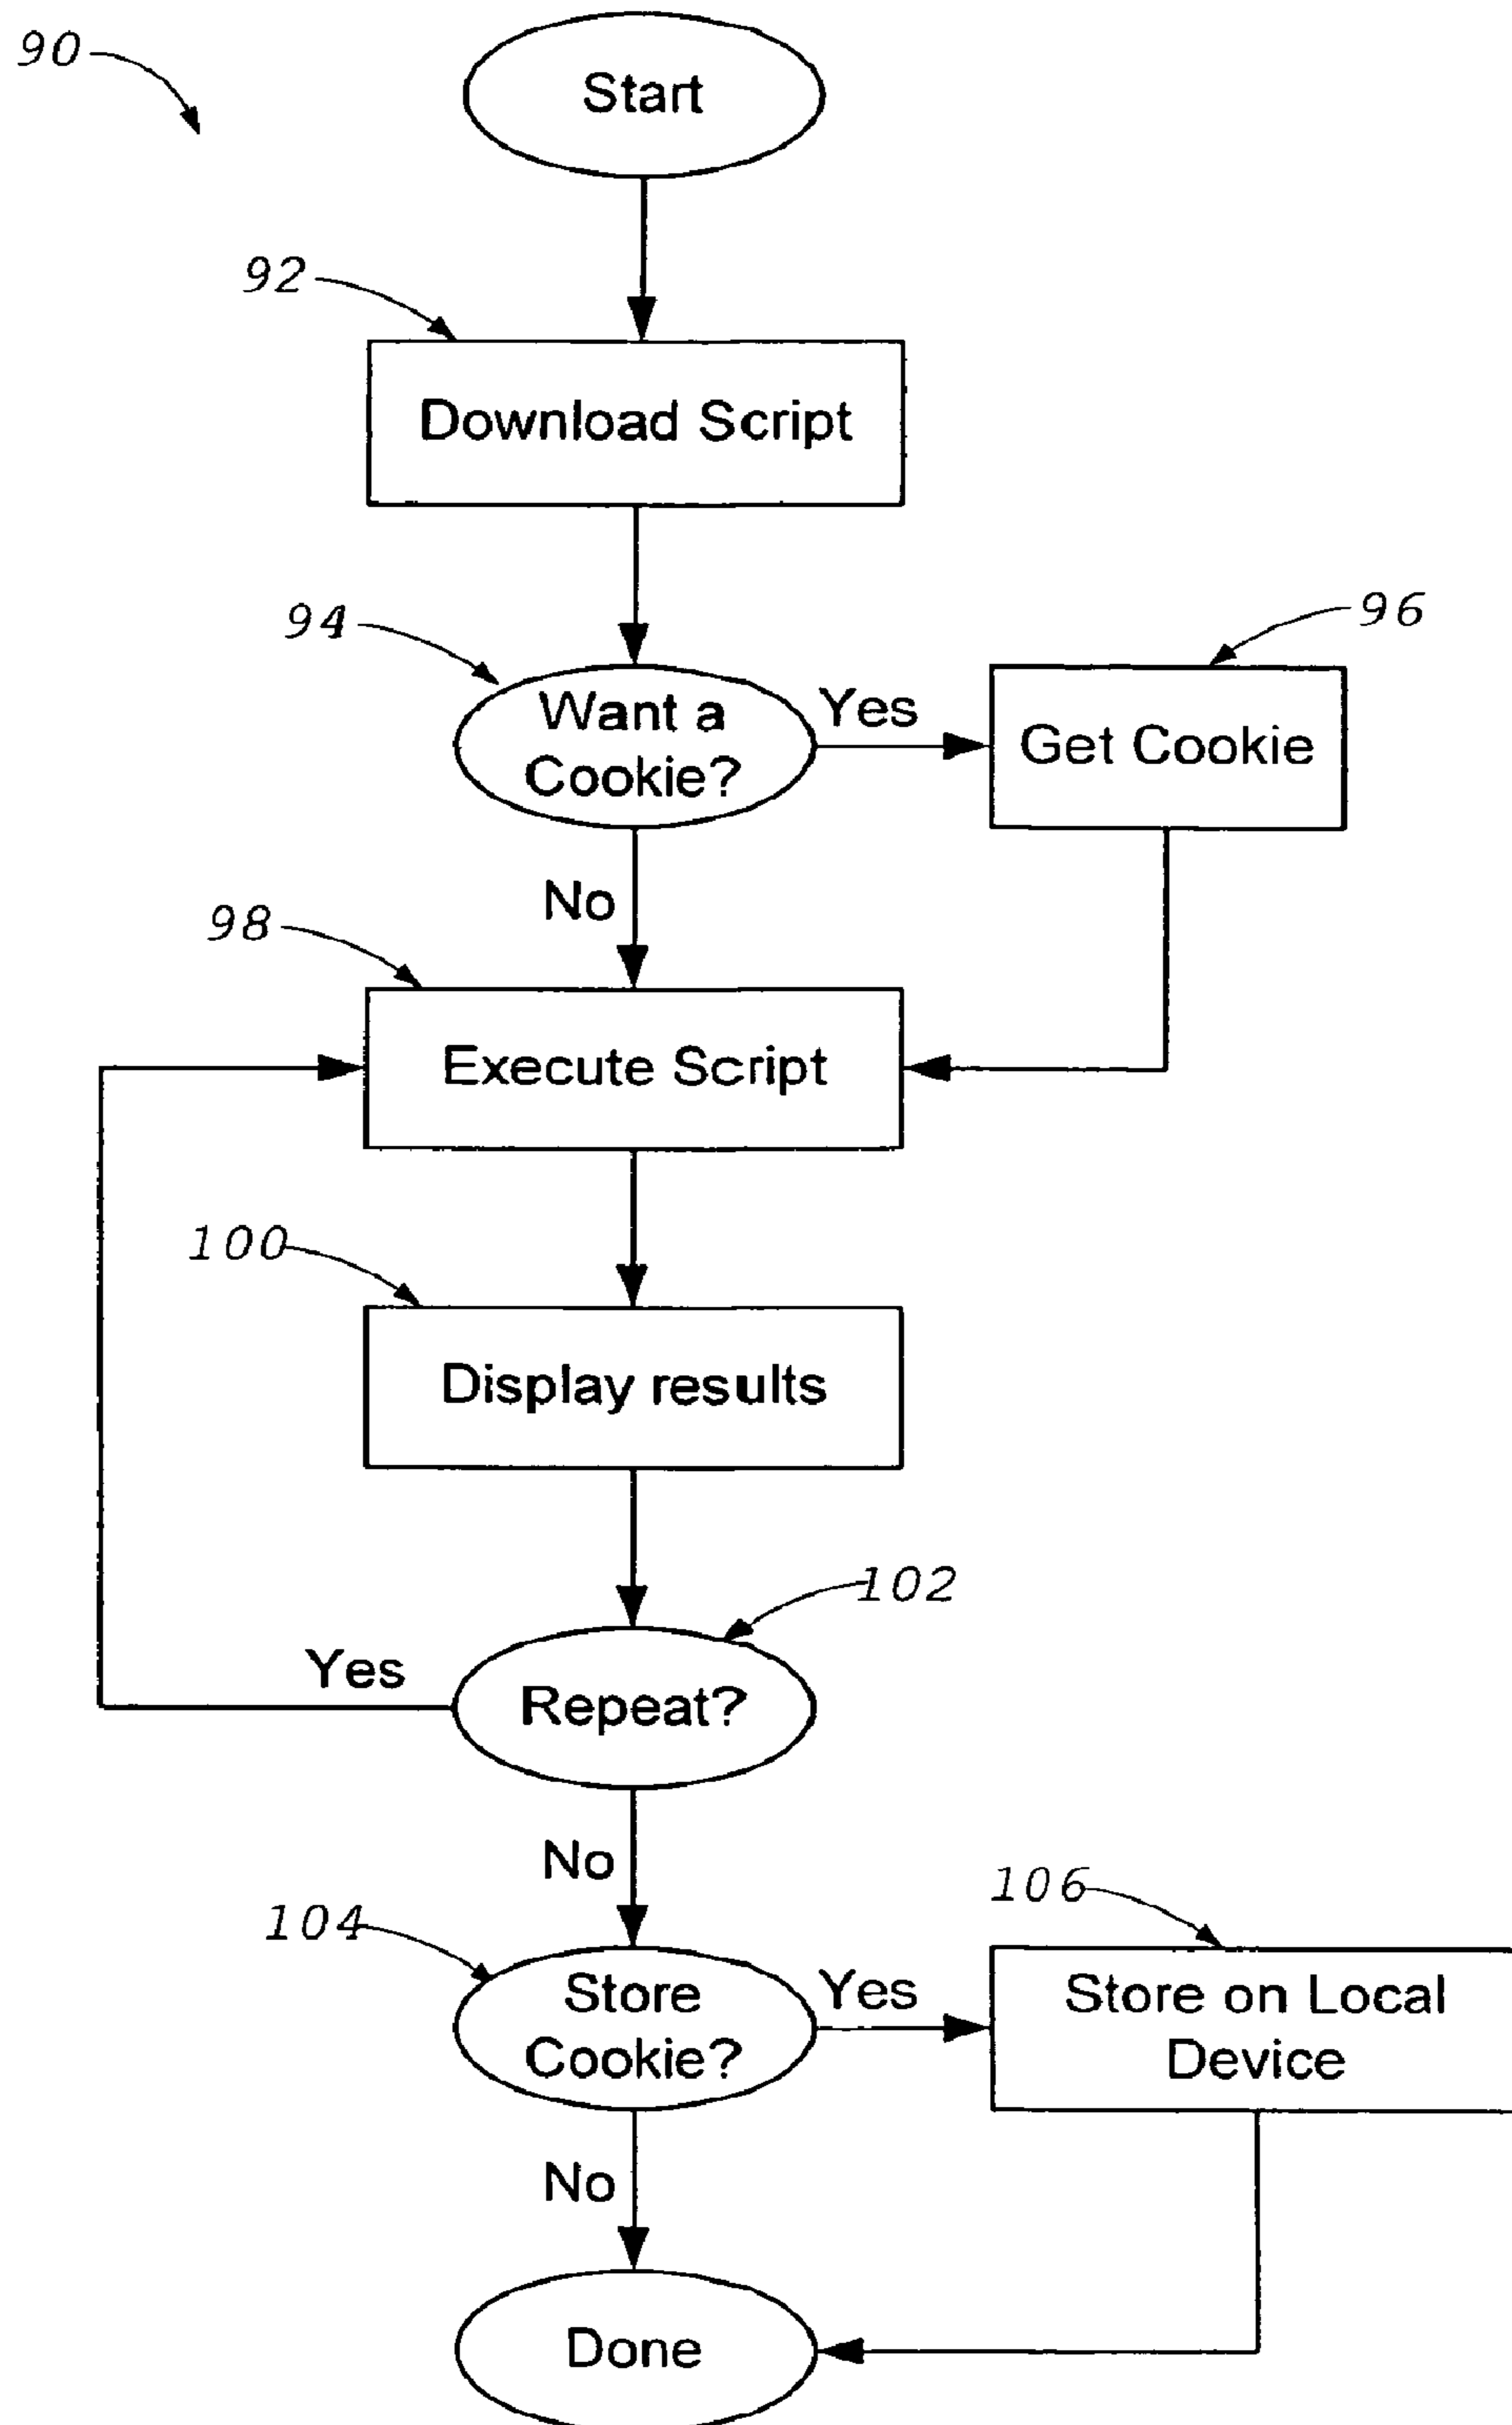 90
Start
92
Download Script
94
Want a
Cookie?
Yes
96
Get Cookie
No
98
Execute Script
100
Display results
102
Yes
Repeat?
No
104
Store
Cookie?
Yes
106
Store on Local
Device
No
Done